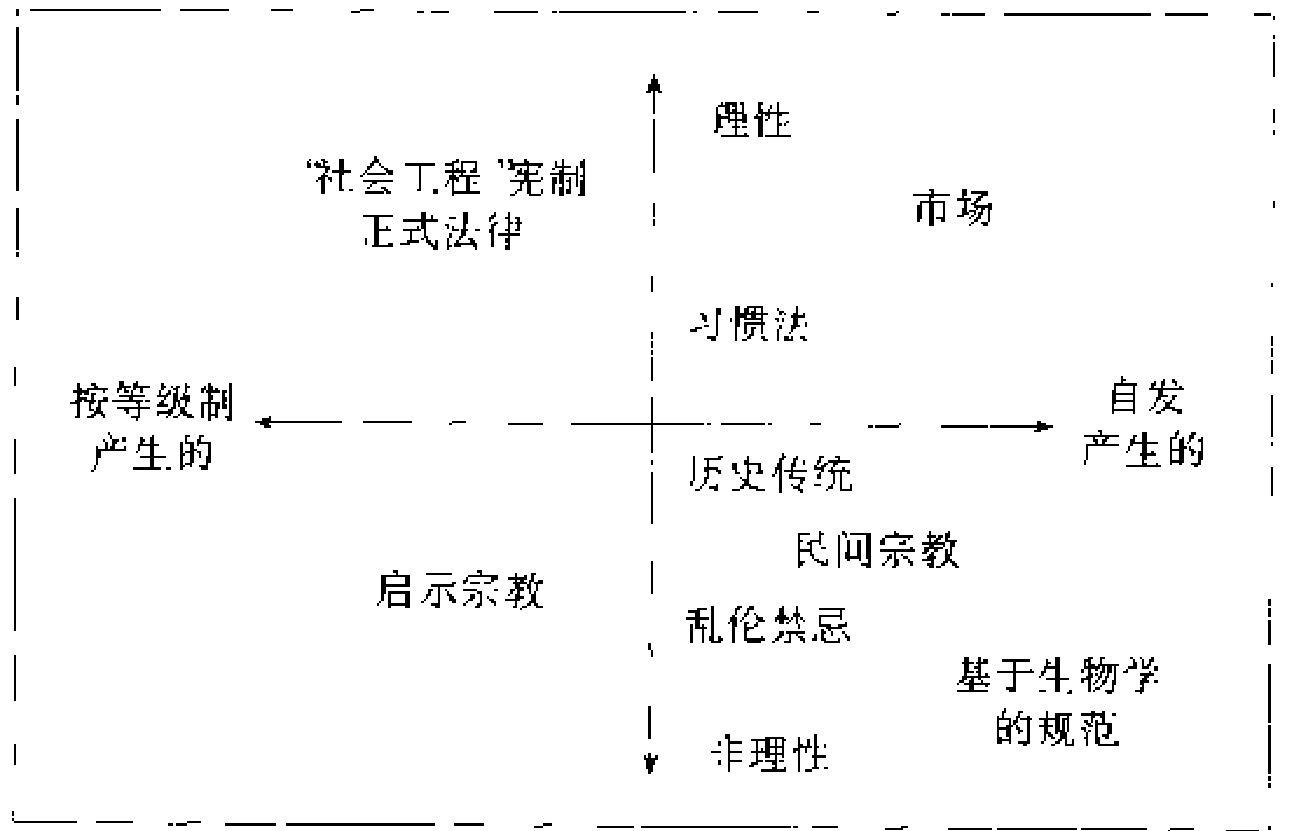 理性
“社会工程”宪制
正式法律
市场
习惯法
按等级制
产生的
自发
产生的
历史传统
民间宗教
启示宗教
乱伦禁忌
基于生物学
的规范
非理性